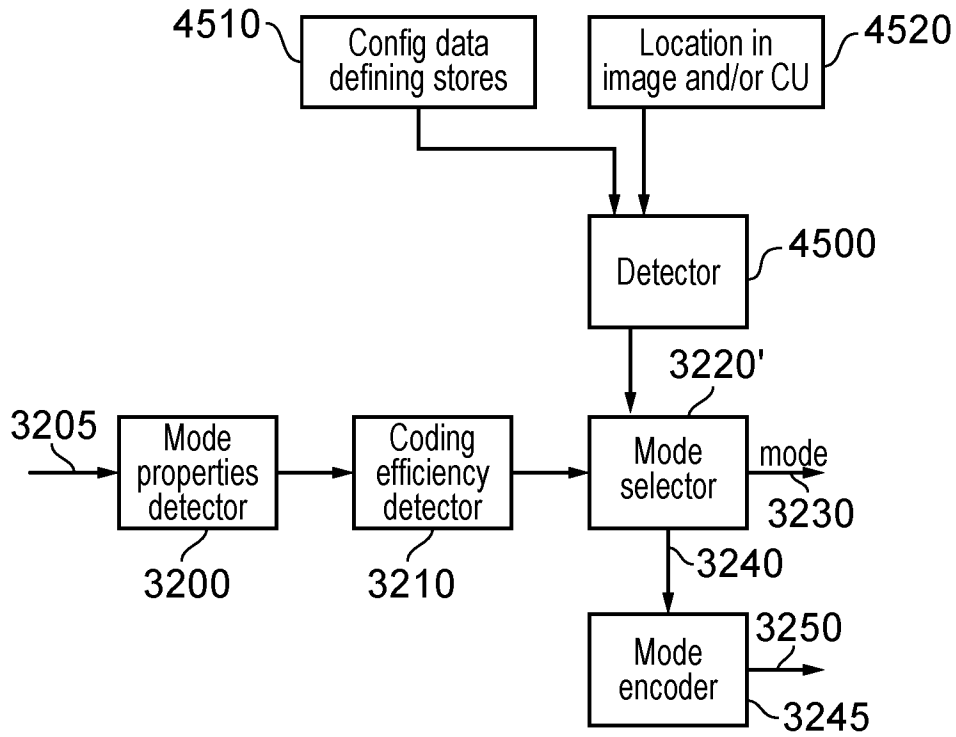 4510
Config data
defining stores
Location in
image and/or CU
4520
Detector
4500
3220'
3205
Mode
properties
detector
3200
Coding
efficiency
detector
3210
Mode
selector
mode
3230
3240
Mode
encoder
3250
3245